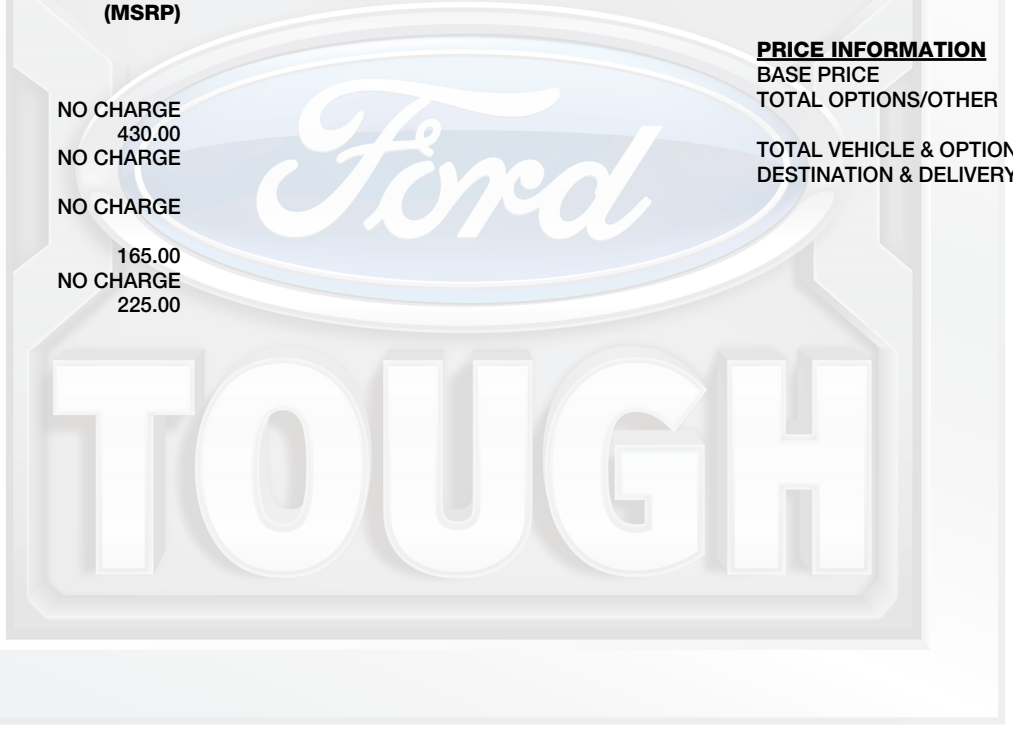 (MSRP)
NO CHARGE
430.00
NO CHARGE
NO CHARGE
165.00
NO CHARGE
225.00
PRICE INFORMATION
BASE PRICE
TOTAL OPTIONS/OTHER
TOTAL VEHICLE & OPTION
DESTINATION & DELIVERY
Ford
TOUGH